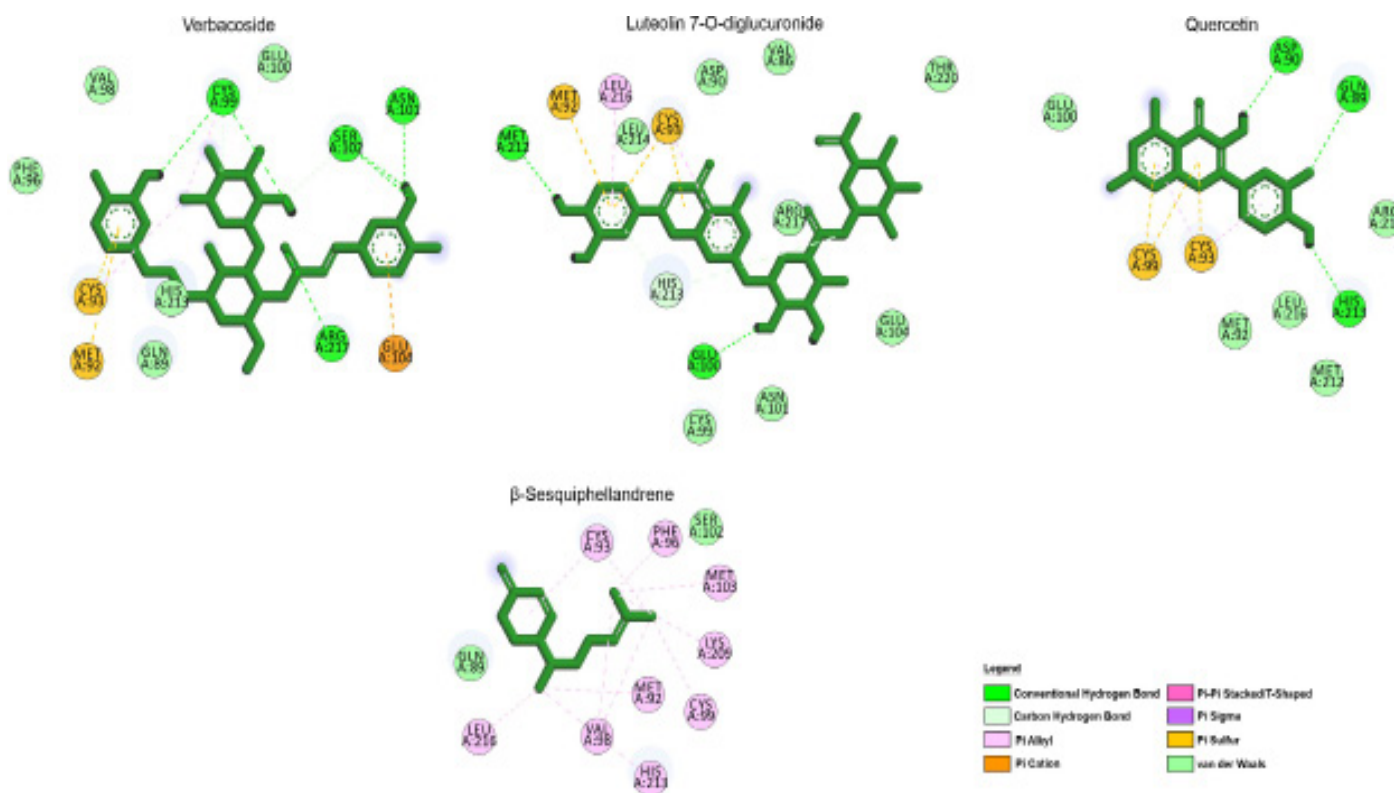 Verbacoside
VAL
A:98
GLU
A:100
CYS
A:99
ASN
A:101
SER
A:102
PHE
A:96
CYS
A:93
HIS
A:213
MET
A:92
GLN
A:89
ARG
A:217
GLU
A:104
Luteolin 7-O-diglucuronide
MET
A:92
LEU
A:216
ASP
A:90
VAL
A:86
THR
A:220
MET
A:212
LEU
A:214
CYS
A:93
ARG
A:217
HIS
A:213
GLU
A:104
GLU
A:100
ASN
A:101
CYS
A:99
Quercetin
ASP
A:90
GLN
A:89
GLU
A:100
ARG
CYS
A:99
CYS
A:93
MET
A:92
LEU
A:216
HIS
A:213
MET
A:212
β-Sesquiphellandrene
CYS
A:93
PHE
A:96
SER
A:102
MET
A:103
LYS
A:209
GLN
A:89
MET
A:92
CYS
A:99
LEU
A:216
VAL
A:98
HIS
A:213
Legend
Conventional Hydrogen Bond
Carbon Hydrogen Bond
Pi Alkyl
Pi Cation
Pi-Pi Stacked/T-Shaped
Pi Sigma
Pi Sulfur
van der Waals